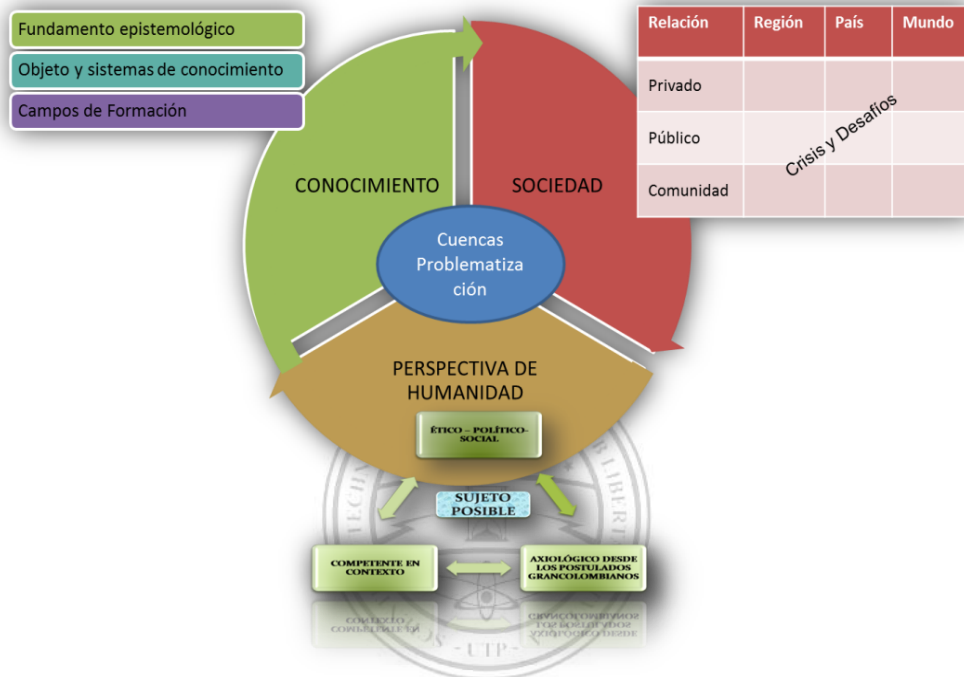 Fundamento epistemológico
Objeto y sistemas de conocimiento
Campos de Formación
Relación Región País Mundo
Privado
Público
Comunidad
Crisis y Desafíos
CONOCIMIENTO
SOCIEDAD
Cuencas
Problematiza
ción
PERSPECTIVA DE
HUMANIDAD
ÉTICO – POLÍTICO-
SOCIAL
SUJETO
POSIBLE
COMPETENTE EN
CONTEXTO
AXIOLÓGICO DESDE
LOS POSTULADOS
GRANCOLOMBIANOS
- UTP -